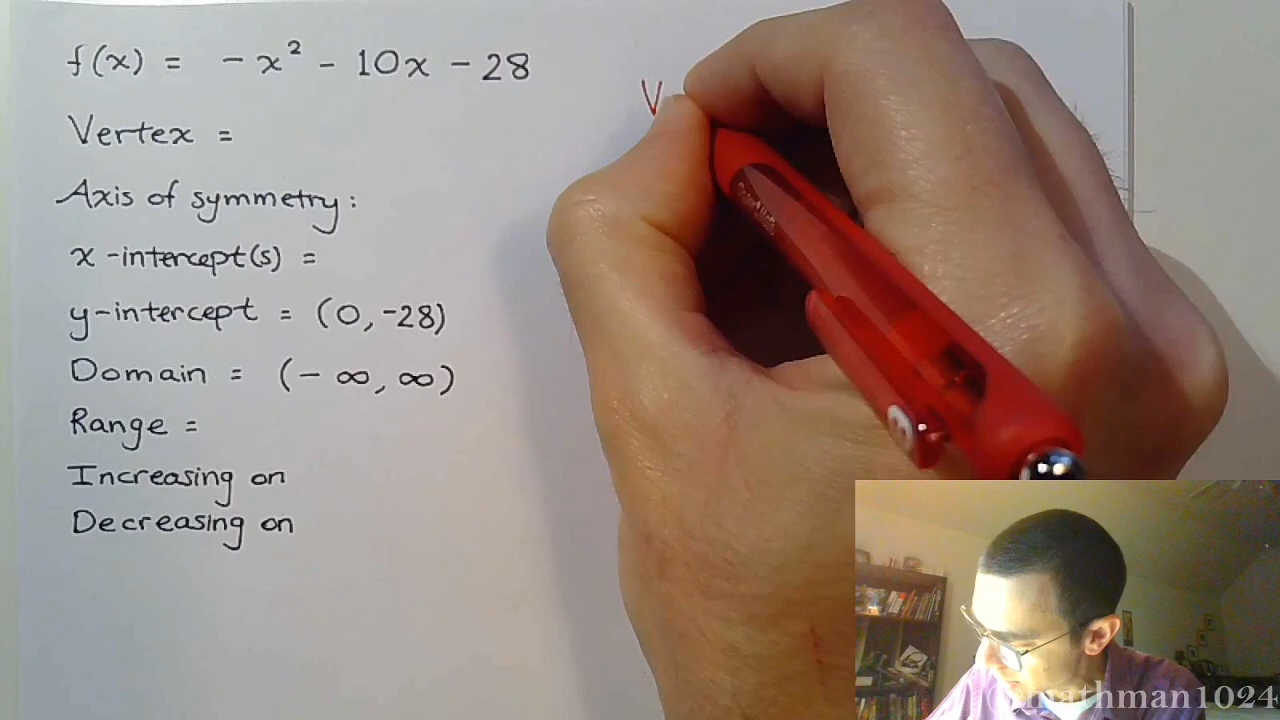 f(x) = -x² - 10x - 28
V
Vertex =
Axis of symmetry:
x-intercept(s) =
y-intercept = (0, -28)
Domain = (-∞, ∞)
Range =
Increasing on
Decreasing on
@mathman1024